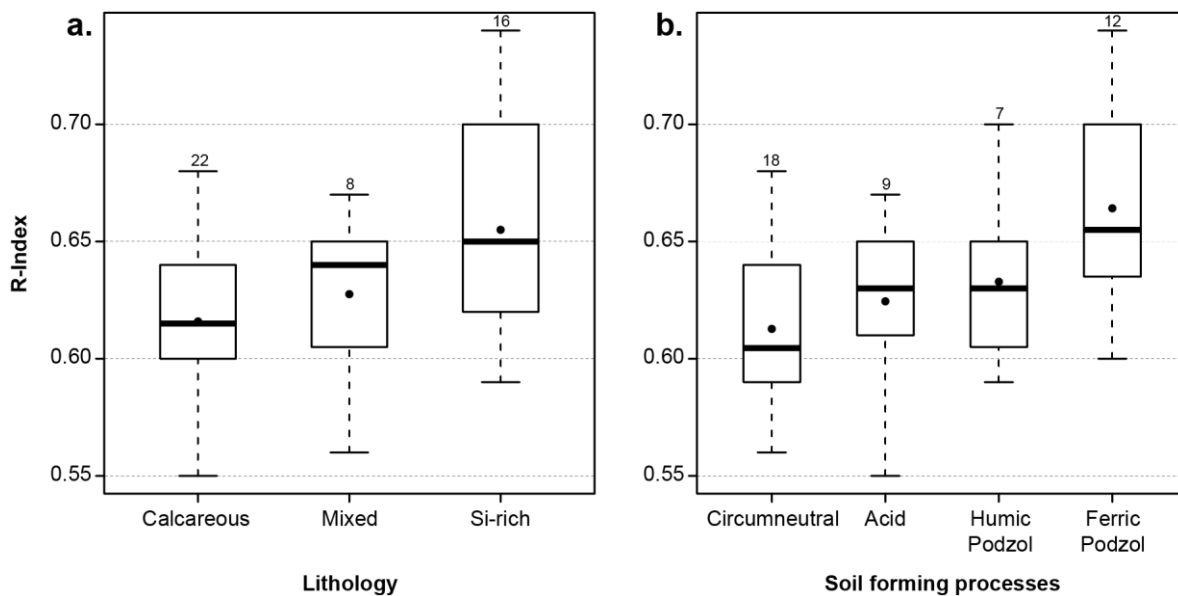 a.
R-Index
0.70
0.65
0.60
0.55
22
8
16
Calcareous
Mixed
Si-rich
Lithology
b.
0.70
0.65
0.60
0.55
18
9
7
12
Circumneutral
Acid
Humic
Podzol
Ferric
Podzol
Soil forming processes